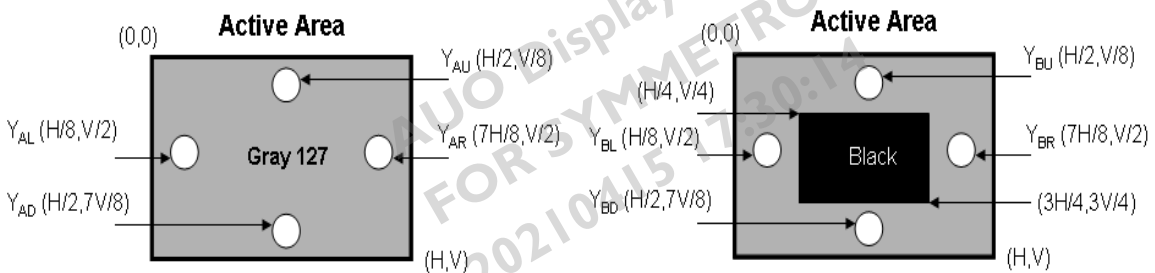 Active Area
(0,0)
Y_AU (H/2,V/8)
Y_AL (H/8,V/2)
Y_AR (7H/8,V/2)
Gray 127
Y_AD (H/2,7V/8)
(H,V)
Active Area
(0,0)
Y_BU (H/2,V/8)
(H/4,V/4)
Y_BL (H/8,V/2)
Y_BR (7H/8,V/2)
Black
Y_BD (H/2,7V/8)
(3H/4,3V/4)
(H,V)
AUO Display
FOR SYMMETRO
20210415 17:30:14